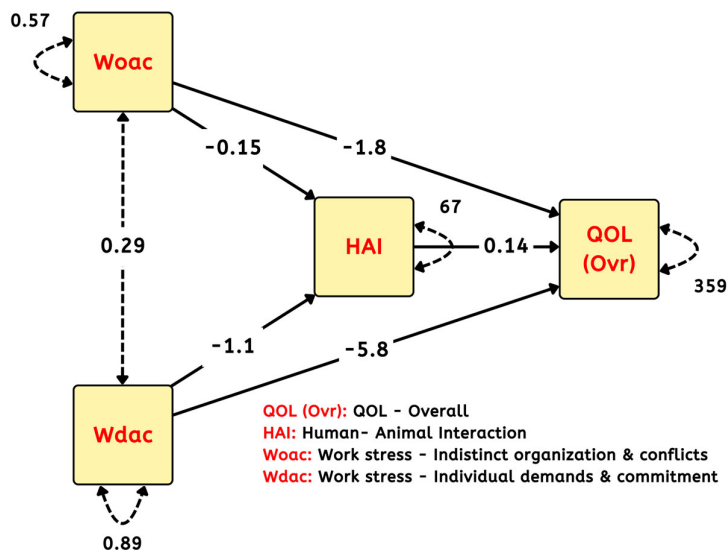 0.57
Woac
-0.15
-1.8
67
0.29
HAI
0.14
QOL
(Ovr)
359
-1.1
-5.8
Wdac
QOL (Ovr): QOL - Overall
HAI: Human- Animal Interaction
Woac: Work stress - Indistinct organization & conflicts
Wdac: Work stress - Individual demands & commitment
0.89